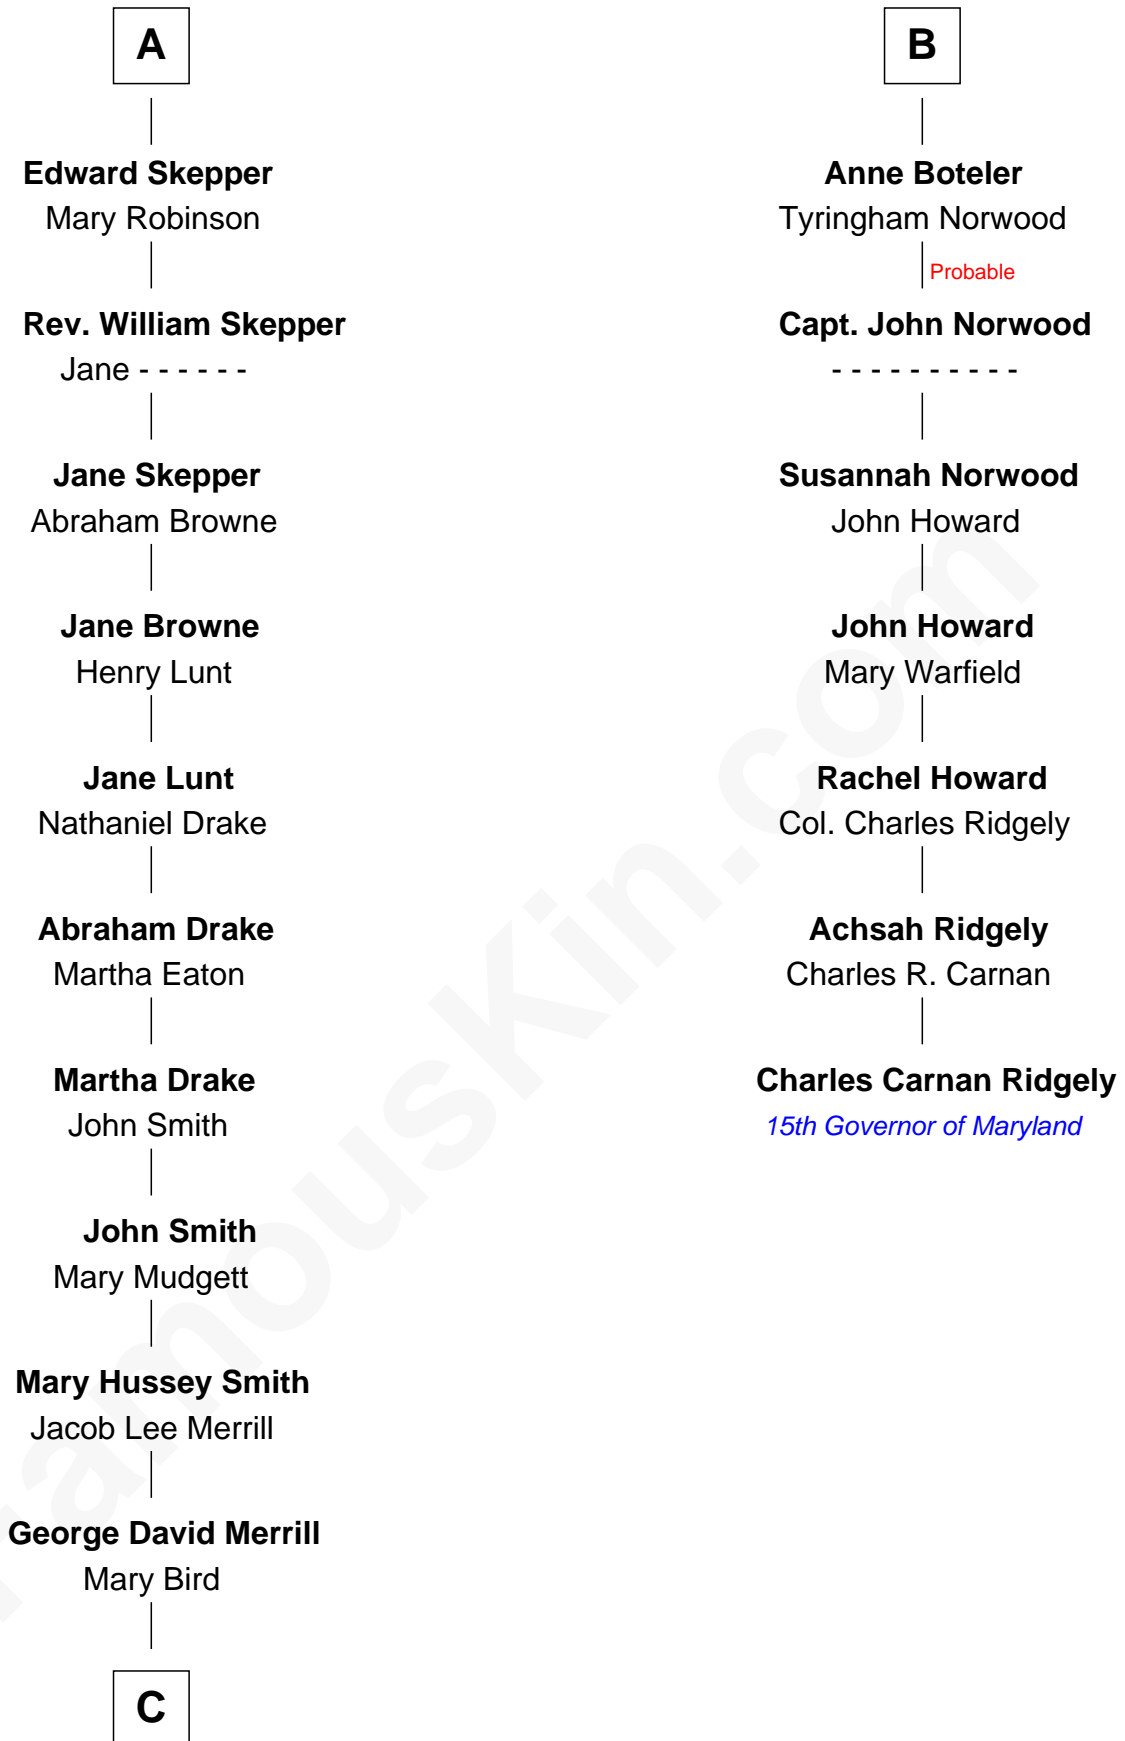 A
Edward Skepper
Mary Robinson
Rev. William Skepper
Jane - - - - - -
Jane Skepper
Abraham Browne
Jane Browne
Henry Lunt
Jane Lunt
Nathaniel Drake
Abraham Drake
Martha Eaton
Martha Drake
John Smith
John Smith
Mary Mudgett
Mary Hussey Smith
Jacob Lee Merrill
George David Merrill
Mary Bird
C
B
Anne Boteler
Tyringham Norwood
Probable
Capt. John Norwood
- - - - - - - - - -
Susannah Norwood
John Howard
John Howard
Mary Warfield
Rachel Howard
Col. Charles Ridgely
Achsah Ridgely
Charles R. Carnan
Charles Carnan Ridgely
15th Governor of Maryland
FamousKin.com